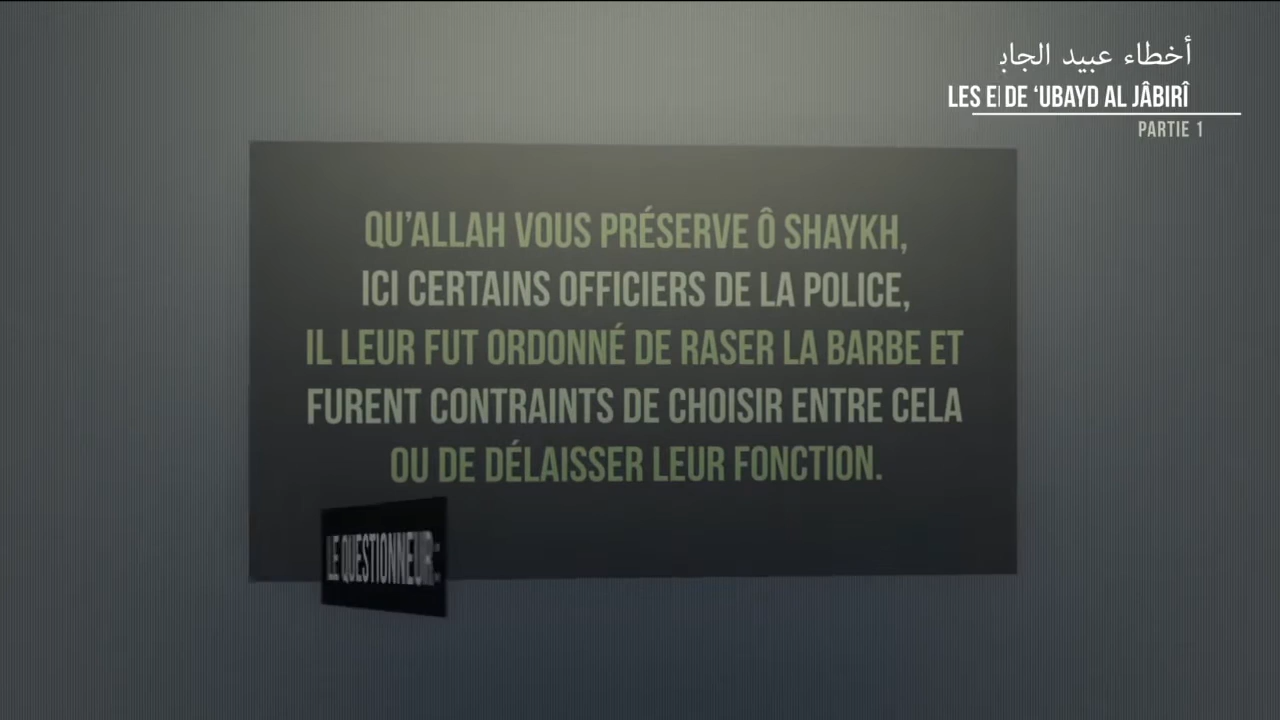 أخطاء عبيد الجاب
LES E DE ‘UBAYD AL JÂBIRÎ
PARTIE 1
QU’ALLAH VOUS PRÉSERVE Ô SHAYKH,
ICI CERTAINS OFFICIERS DE LA POLICE,
IL LEUR FUT ORDONNÉ DE RASER LA BARBE ET
FURENT CONTRAINTS DE CHOISIR ENTRE CELA
OU DE DÉLAISSER LEUR FONCTION.
LE QUESTIONNEUR: